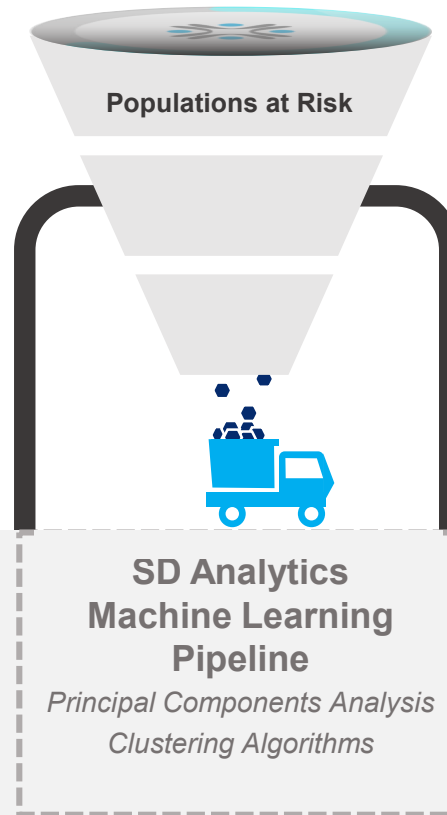 Populations at Risk
SD Analytics
Machine Learning
Pipeline
Principal Components Analysis
Clustering Algorithms